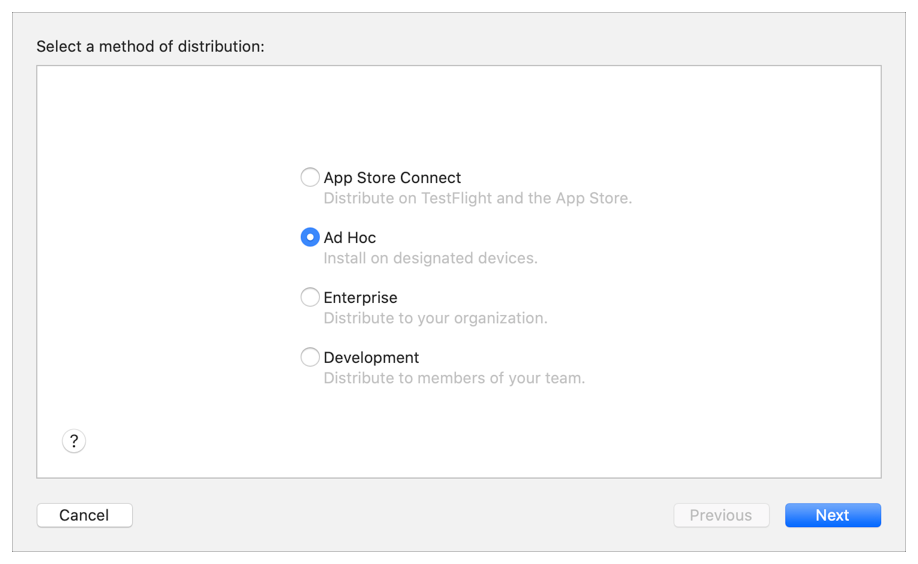 Select a method of distribution:
App Store Connect
Distribute on TestFlight and the App Store.
Ad Hoc
Install on designated devices.
Enterprise
Distribute to your organization.
Development
Distribute to members of your team.
?
Cancel
Previous
Next